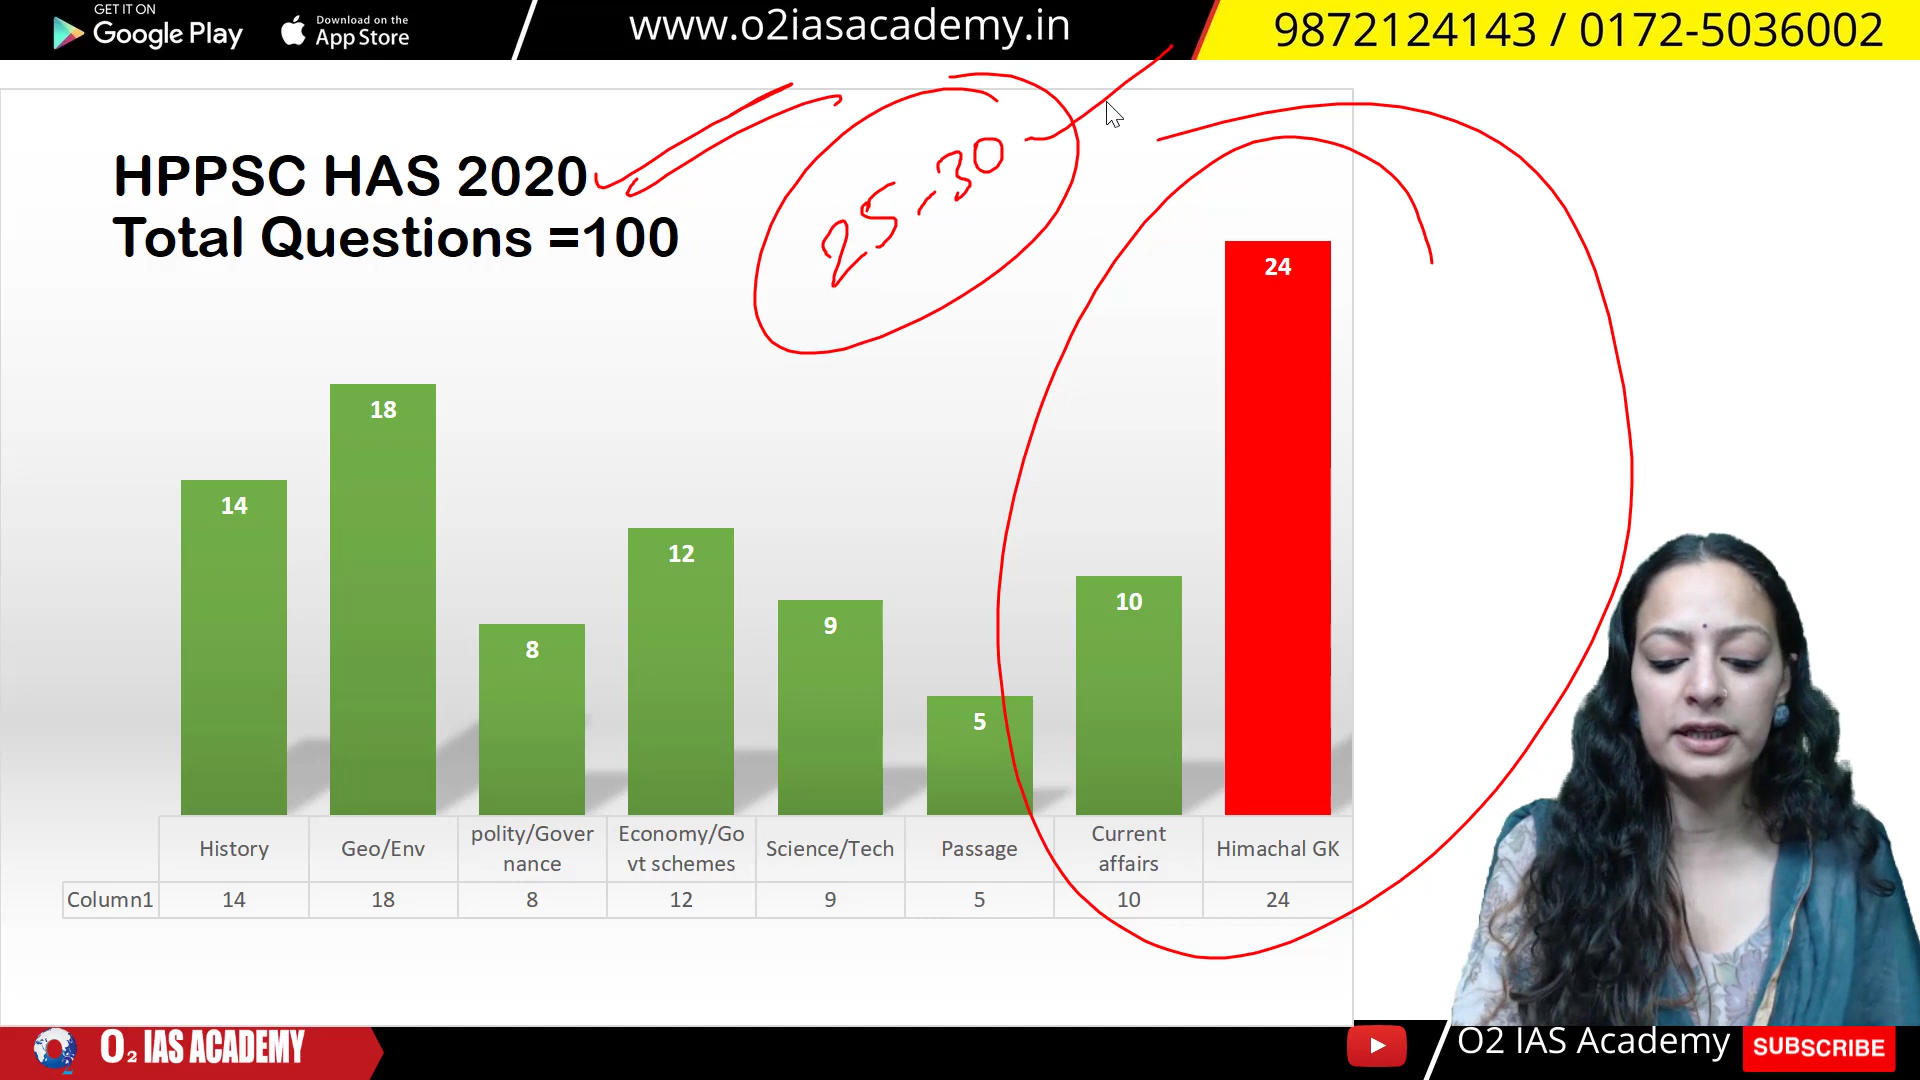 GET IT ON
Google Play
Download on the
App Store
www.o2iasacademy.in
9872124143 / 0172-5036002
HPPSC HAS 2020
Total Questions =100
25-30
24
18
14
12
10
9
8
5
History
Geo/Env
polity/Gover
nance
Economy/Go
vt schemes
Science/Tech
Passage
Current
affairs
Himachal GK
Column1 14 18 8 12 9 5 10 24
O2 IAS ACADEMY
O2 IAS Academy
SUBSCRIBE